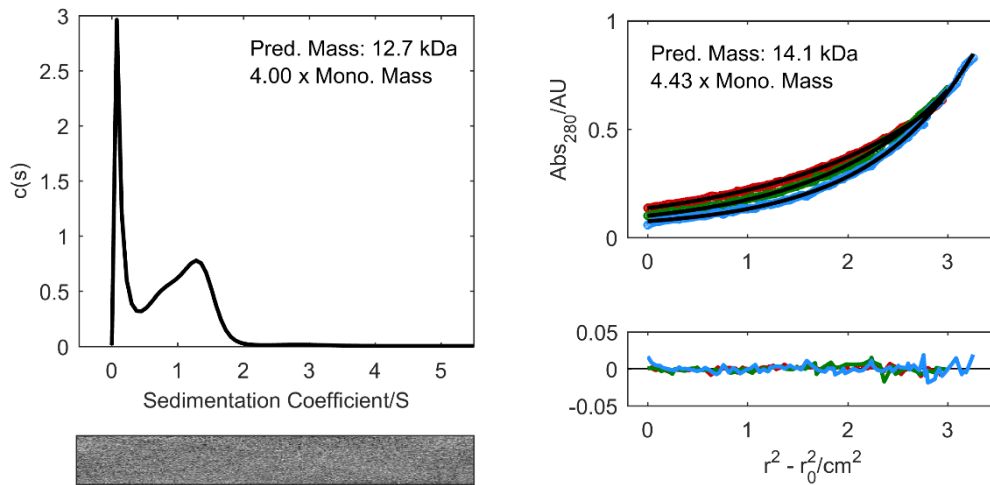 3
2.5
2
1.5
1
0.5
0
c(s)
Pred. Mass: 12.7 kDa
4.00 x Mono. Mass
0 1 2 3 4 5
Sedimentation Coefficient/S
1
0.5
0
Abs280/AU
Pred. Mass: 14.1 kDa
4.43 x Mono. Mass
0 1 2 3
0.05
0
-0.05
0 1 2 3
r² - r₀²/cm²